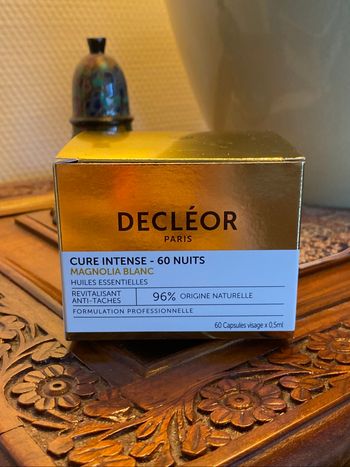 DECLÉOR
PARIS
CURE INTENSE - 60 NUITS
MAGNOLIA BLANC
HUILES ESSENTIELLES
REVITALISANT
ANTI-TACHES
96% ORIGINE NATURELLE
FORMULATION PROFESSIONNELLE
60 Capsules visage x 0,5ml